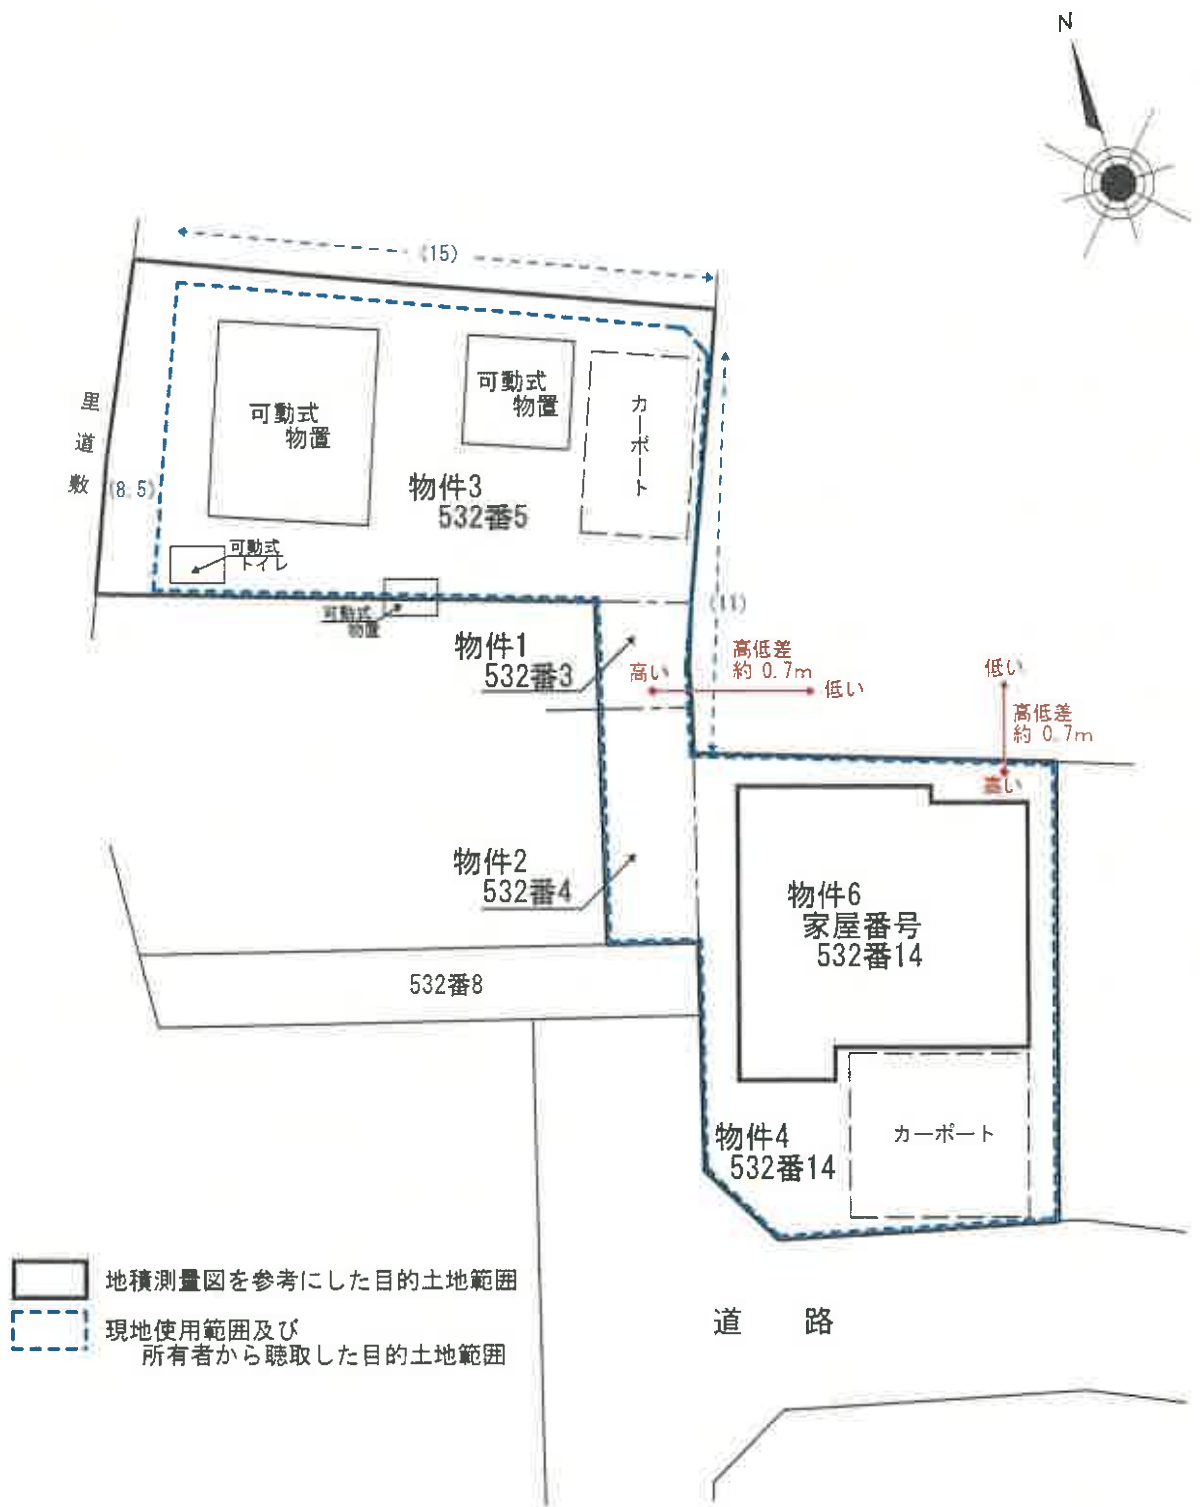 N
(15)
可動式
物置
可動式
物置
カーポート
里道敷
(8.5)
物件3
532番5
可動式
トイレ
可動式
物置
(11)
物件1
532番3
高い
高低差
約 0.7m
低い
低い
高低差
約 0.7m
高い
物件2
532番4
物件6
家屋番号
532番14
532番8
物件4
532番14
カーポート
地積測量図を参考にした目的土地範囲
現地使用範囲及び
所有者から聴取した目的土地範囲
道 路